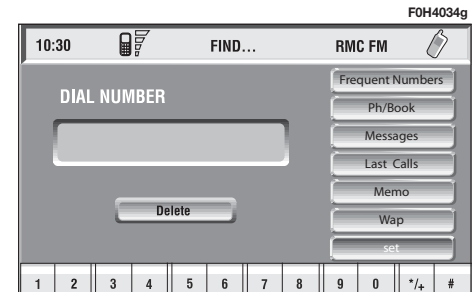 F0H4034g
10:30 FIND... RMC FM
DIAL NUMBER
Delete
Frequent Numbers
Ph/Book
Messages
Last Calls
Memo
Wap
set
1 2 3 4 5 6 7 8 9 0 */+ #